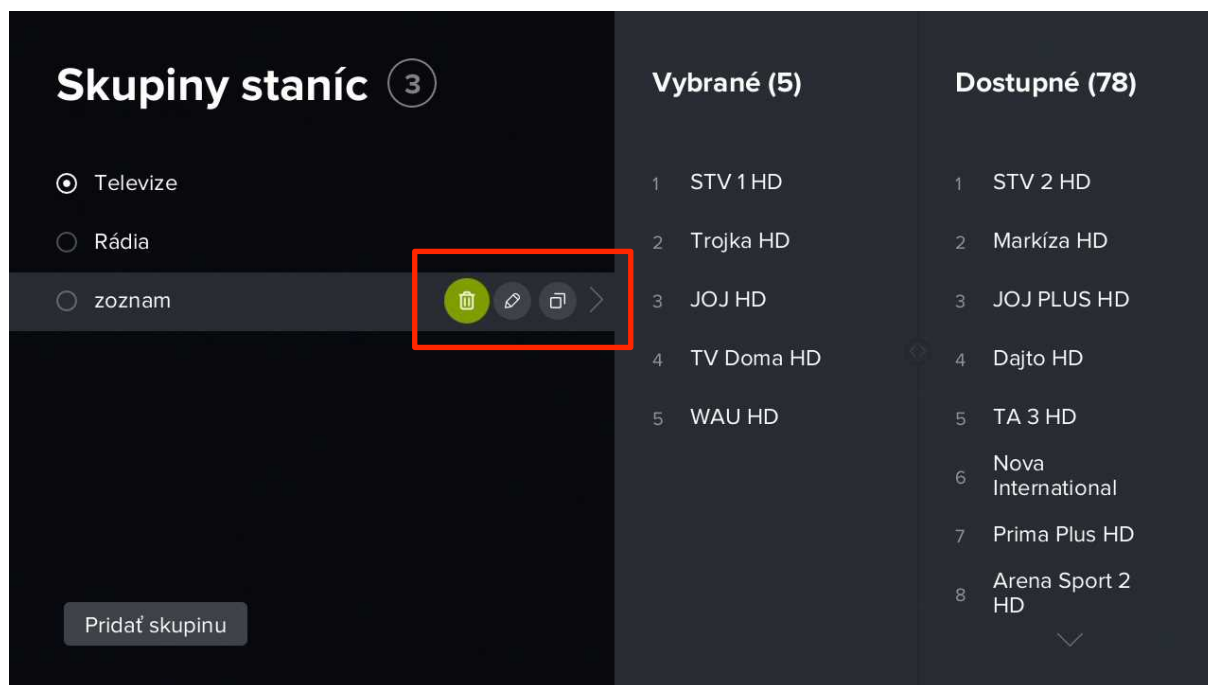 Skupiny staníc 3
Televize
Rádia
zoznam
Pridať skupinu
Vybrané (5)
1 STV 1 HD
2 Trojka HD
3 JOJ HD
4 TV Doma HD
5 WAU HD
Dostupné (78)
1 STV 2 HD
2 Markíza HD
3 JOJ PLUS HD
4 Dajto HD
5 TA 3 HD
6 Nova
International
7 Prima Plus HD
8 Arena Sport 2
HD